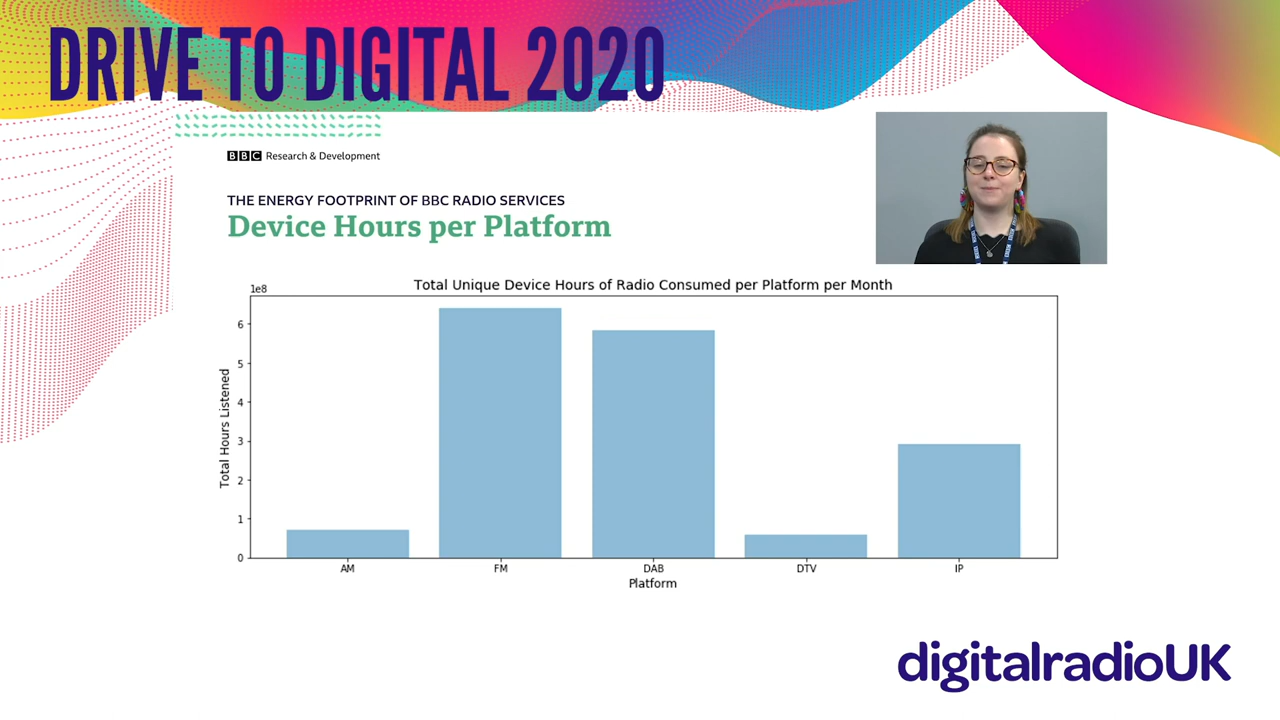 DRIVE TO DIGITAL 2020
BBC Research & Development
THE ENERGY FOOTPRINT OF BBC RADIO SERVICES
Device Hours per Platform
Total Unique Device Hours of Radio Consumed per Platform per Month
1e8
6
5
4
3
2
1
0
Total Hours Listened
AM FM DAB DTV IP
Platform
digitalradioUK